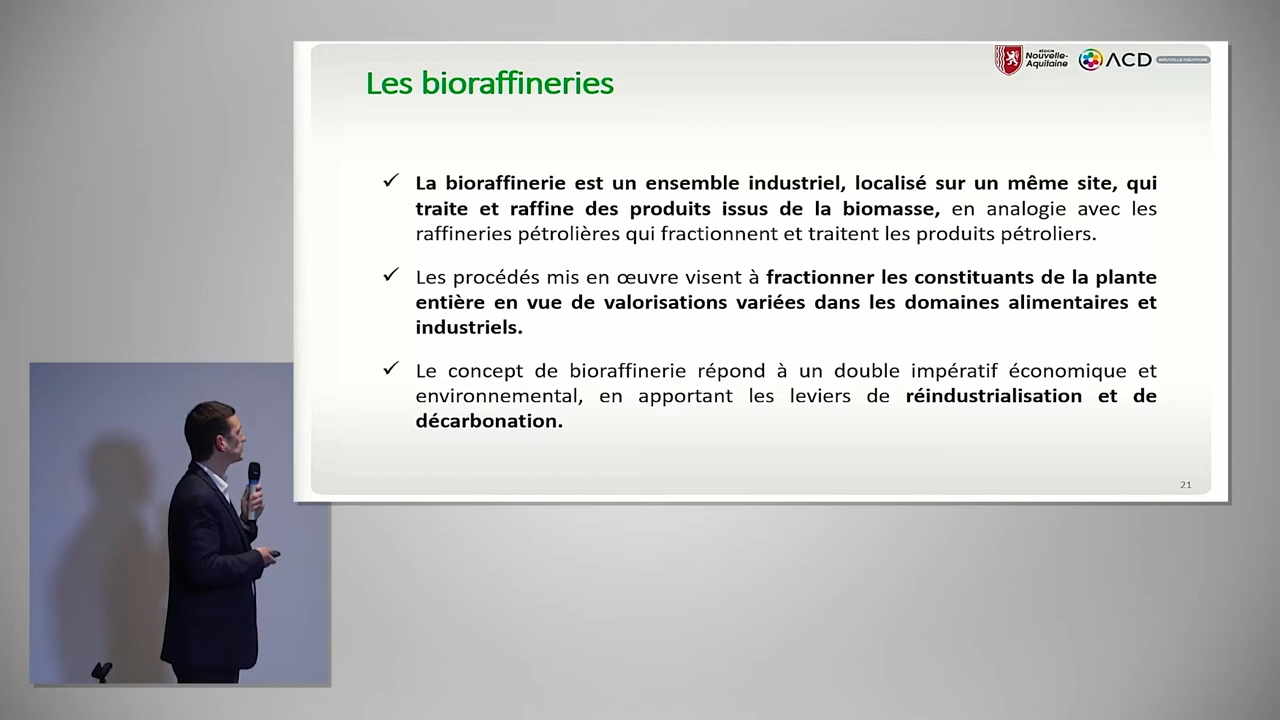 RÉGION
Nouvelle-
Aquitaine
ACD
NOUVELLE-AQUITAINE
Les bioraffineries
✓ La bioraffinerie est un ensemble industriel, localisé sur un même site, qui
traite et raffine des produits issus de la biomasse, en analogie avec les
raffineries pétrolières qui fractionnent et traitent les produits pétroliers.
✓ Les procédés mis en œuvre visent à fractionner les constituants de la plante
entière en vue de valorisations variées dans les domaines alimentaires et
industriels.
✓ Le concept de bioraffinerie répond à un double impératif économique et
environnemental, en apportant les leviers de réindustrialisation et de
décarbonation.
21